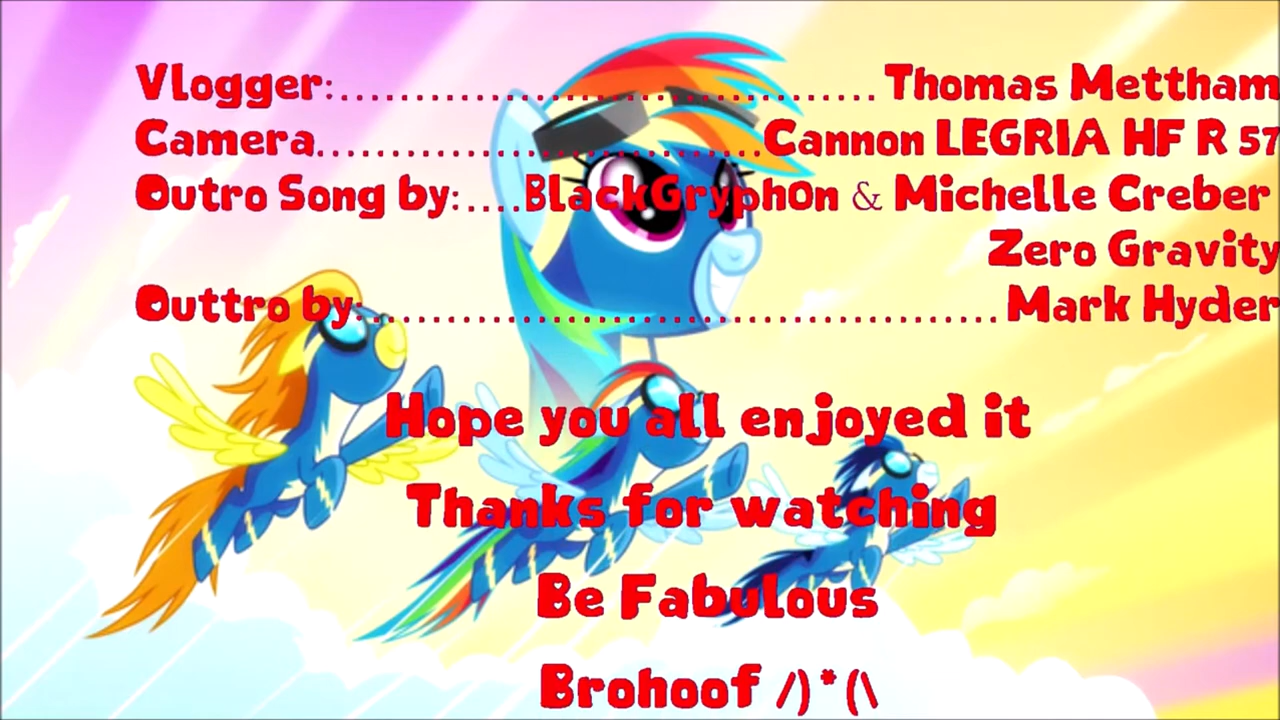 Vlogger:.................................................Thomas Mettham
Camera.........................................Cannon LEGRIA HF R 57
Outro Song by:....BlackGryph0n & Michelle Creber
Zero Gravity
Outtro by:.........................................................Mark Hyder
Hope you all enjoyed it
Thanks for watching
Be Fabulous
Brohoof /)*(\